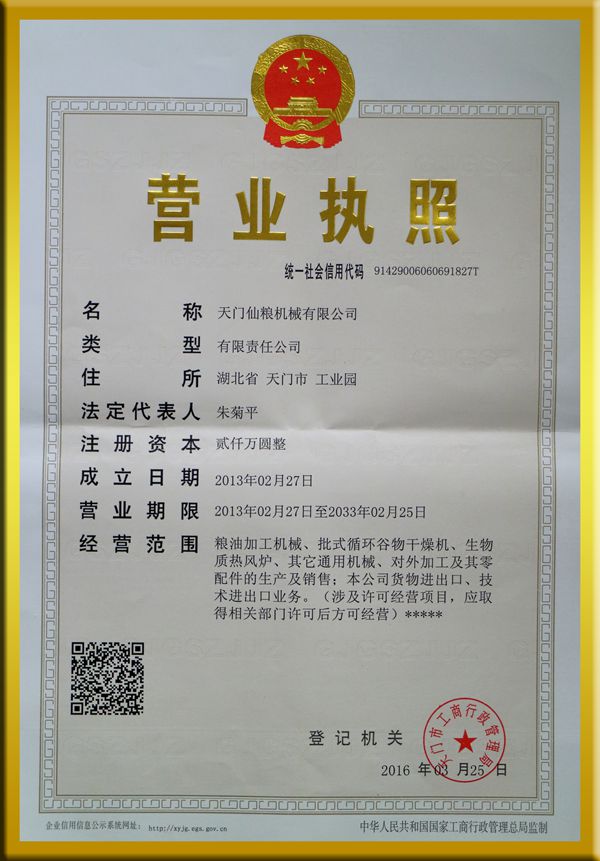 营业执照
统一社会信用代码 91429006060691827T
名称 天门仙粮机械有限公司
类型 有限责任公司
住所 湖北省 天门市 工业园
法定代表人 朱菊平
注册资本 贰仟万圆整
成立日期 2013年02月27日
营业期限 2013年02月27日至2033年02月25日
经营范围 粮油加工机械、批式循环谷物干燥机、生物
质热风炉、其它通用机械、对外加工及其零
配件的生产及销售；本公司货物进出口、技
术进出口业务。（涉及许可经营项目，应取
得相关部门许可后方可经营）*****
登记机关
天门市工商行政管理局
2016 年03 月25 日
企业信用信息公示系统网址： http://xyjg.egs.gov.cn
中华人民共和国国家工商行政管理总局监制